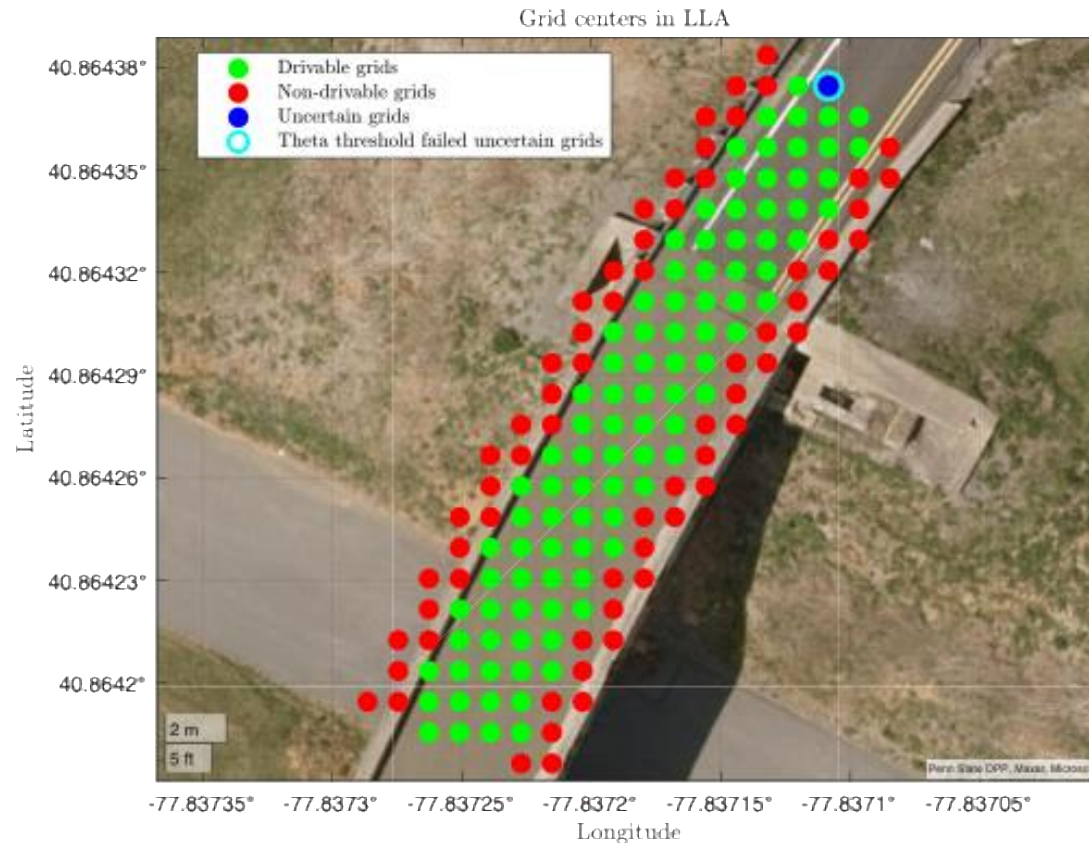 Grid centers in LLA
Drivable grids
Non-drivable grids
Uncertain grids
Theta threshold failed uncertain grids
40.86438°
40.86435°
40.86432°
40.86429°
40.86426°
40.86423°
40.8642°
Latitude
2 m
5 ft
Penn State DPP, Maxar, Micros
-77.83735° -77.8373° -77.83725° -77.8372° -77.83715° -77.8371° -77.83705°
Longitude